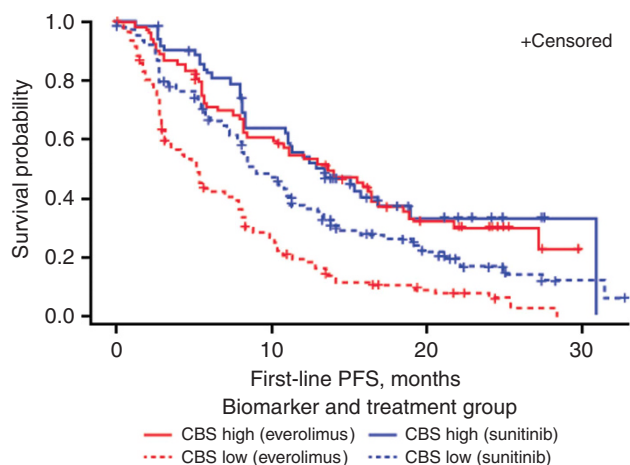 1.0
0.8
0.6
0.4
0.2
0.0
Survival probability
+Censored
0 10 20 30
First-line PFS, months
Biomarker and treatment group
CBS high (everolimus) CBS high (sunitinib)
CBS low (everolimus) CBS low (sunitinib)